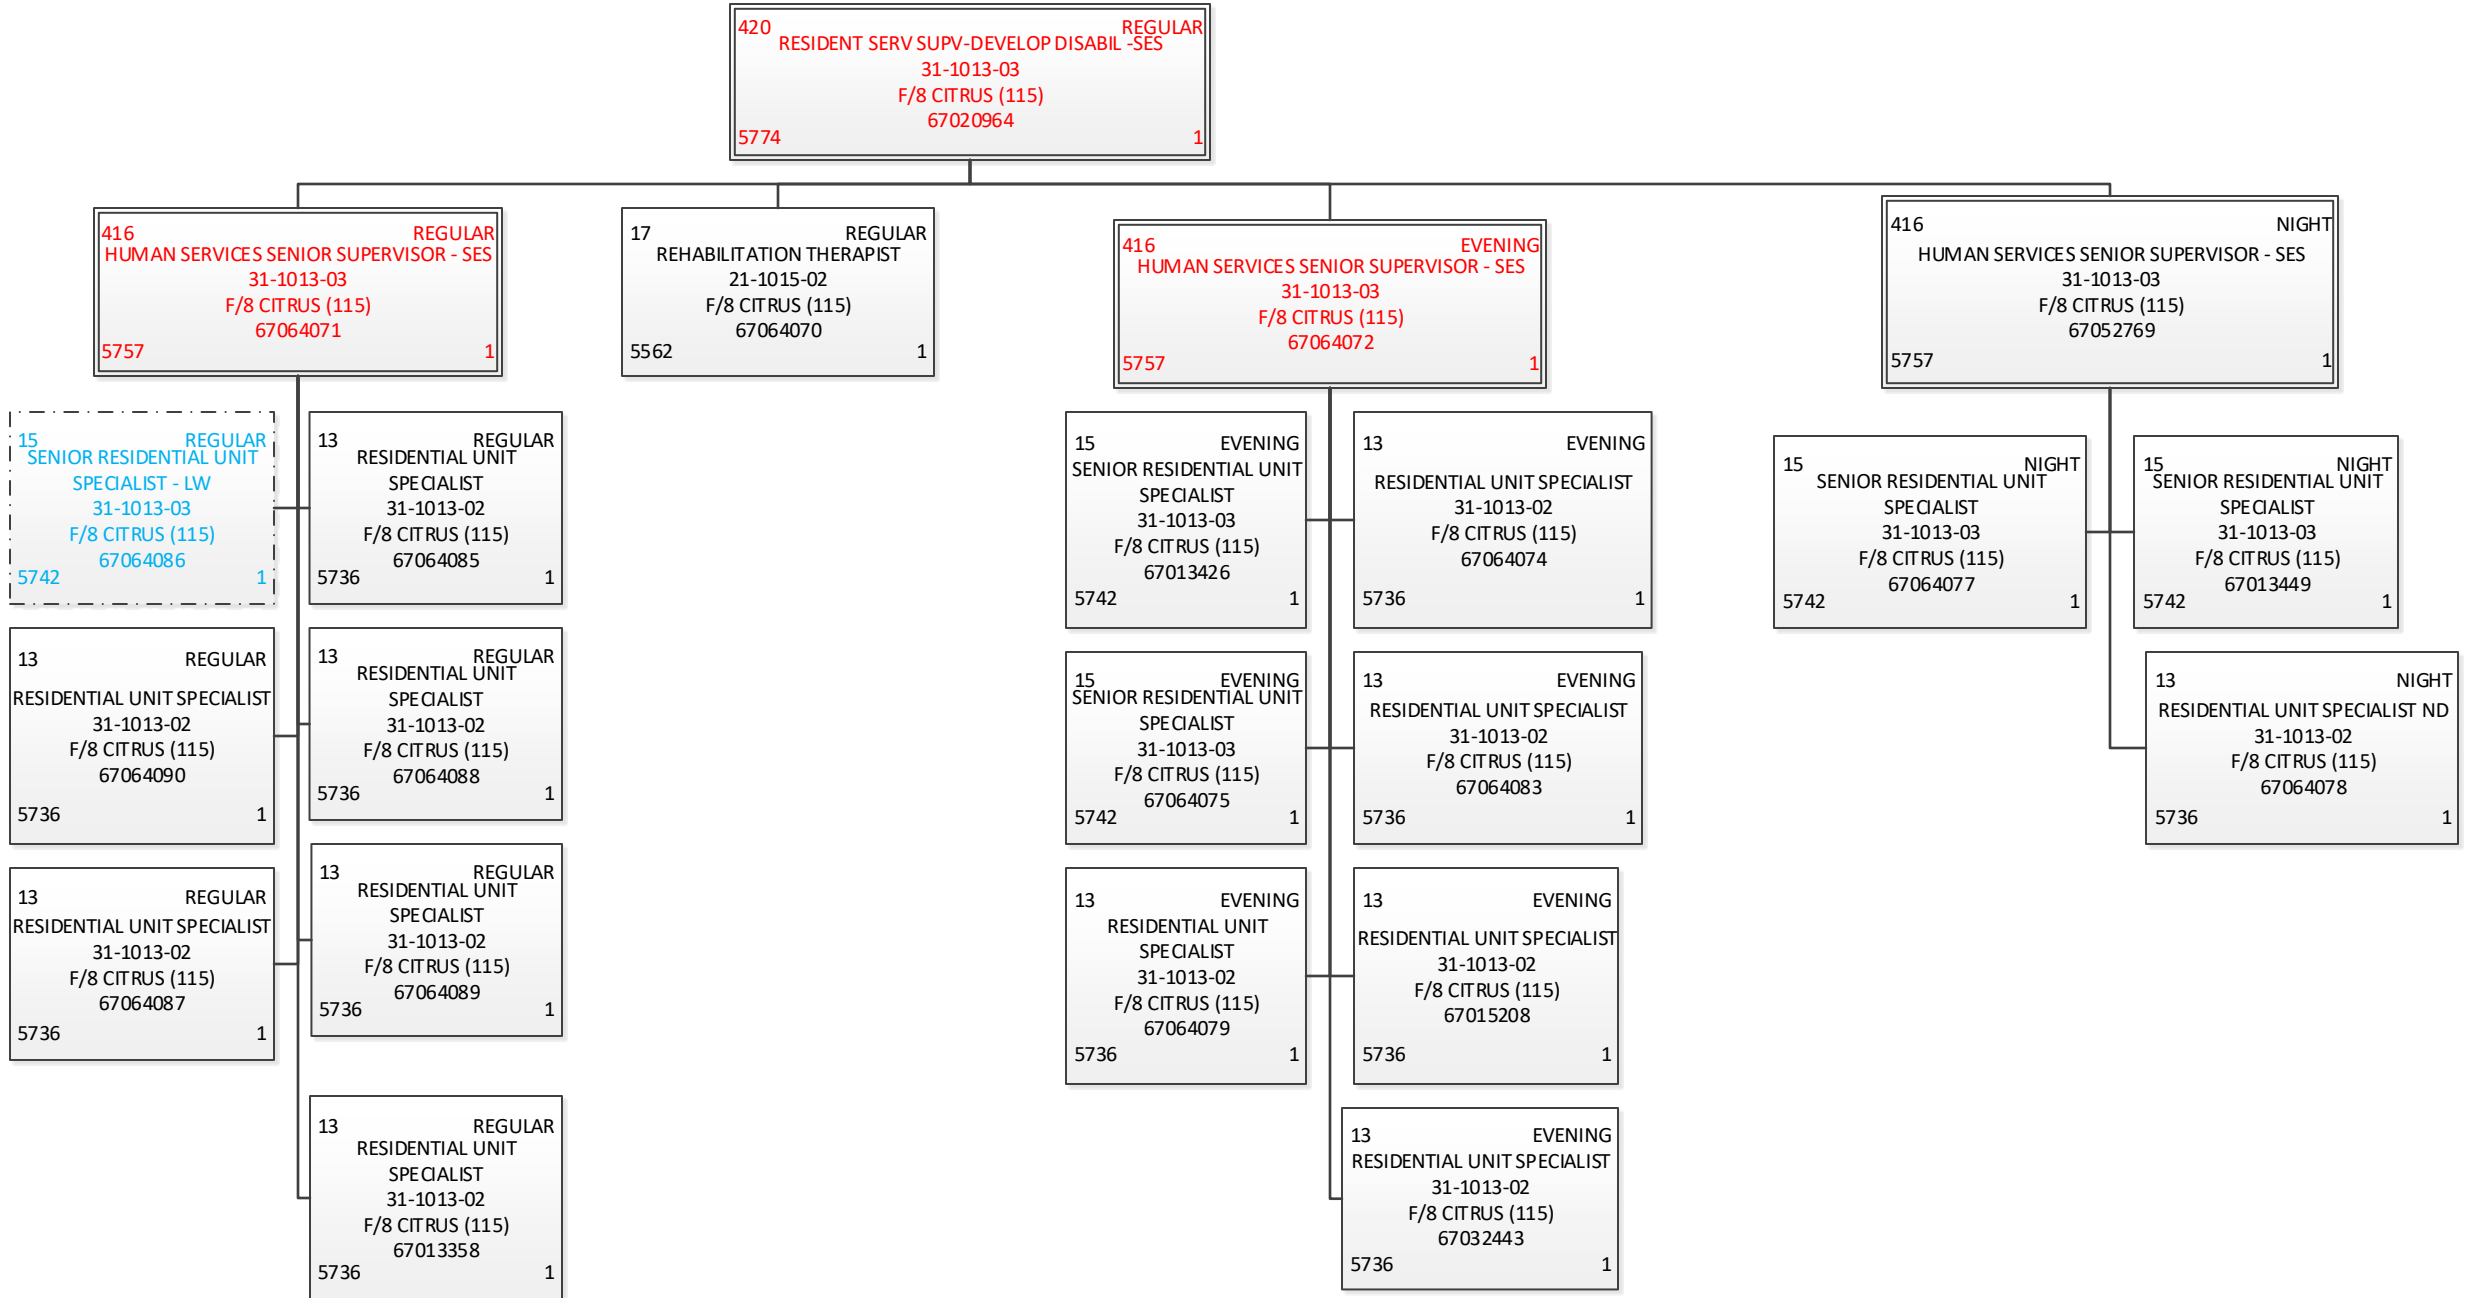 420 REGULAR
RESIDENT SERV SUPV-DEVELOP DISABIL -SES
31-1013-03
F/8 CITRUS (115)
67020964
5774 1
416 REGULAR
HUMAN SERVICES SENIOR SUPERVISOR - SES
31-1013-03
F/8 CITRUS (115)
67064071
5757 1
17 REGULAR
REHABILITATION THERAPIST
21-1015-02
F/8 CITRUS (115)
67064070
5562 1
416 EVENING
HUMAN SERVICES SENIOR SUPERVISOR - SES
31-1013-03
F/8 CITRUS (115)
67064072
5757 1
416 NIGHT
HUMAN SERVICES SENIOR SUPERVISOR - SES
31-1013-03
F/8 CITRUS (115)
67052769
5757 1
15 REGULAR
SENIOR RESIDENTIAL UNIT
SPECIALIST - LW
31-1013-03
F/8 CITRUS (115)
67064086
5742 1
13 REGULAR
RESIDENTIAL UNIT
SPECIALIST
31-1013-02
F/8 CITRUS (115)
67064085
5736 1
13 REGULAR
RESIDENTIAL UNIT SPECIALIST
31-1013-02
F/8 CITRUS (115)
67064090
5736 1
13 REGULAR
RESIDENTIAL UNIT
SPECIALIST
31-1013-02
F/8 CITRUS (115)
67064088
5736 1
13 REGULAR
RESIDENTIAL UNIT SPECIALIST
31-1013-02
F/8 CITRUS (115)
67064087
5736 1
13 REGULAR
RESIDENTIAL UNIT
SPECIALIST
31-1013-02
F/8 CITRUS (115)
67064089
5736 1
13 REGULAR
RESIDENTIAL UNIT
SPECIALIST
31-1013-02
F/8 CITRUS (115)
67013358
5736 1
15 EVENING
SENIOR RESIDENTIAL UNIT
SPECIALIST
31-1013-03
F/8 CITRUS (115)
67013426
5742 1
13 EVENING
RESIDENTIAL UNIT SPECIALIST
31-1013-02
F/8 CITRUS (115)
67064074
5736 1
15 EVENING
SENIOR RESIDENTIAL UNIT
SPECIALIST
31-1013-03
F/8 CITRUS (115)
67064075
5742 1
13 EVENING
RESIDENTIAL UNIT SPECIALIST
31-1013-02
F/8 CITRUS (115)
67064083
5736 1
13 EVENING
RESIDENTIAL UNIT
SPECIALIST
31-1013-02
F/8 CITRUS (115)
67064079
5736 1
13 EVENING
RESIDENTIAL UNIT SPECIALIST
31-1013-02
F/8 CITRUS (115)
67015208
5736 1
13 EVENING
RESIDENTIAL UNIT SPECIALIST
31-1013-02
F/8 CITRUS (115)
67032443
5736 1
15 NIGHT
SENIOR RESIDENTIAL UNIT
SPECIALIST
31-1013-03
F/8 CITRUS (115)
67064077
5742 1
15 NIGHT
SENIOR RESIDENTIAL UNIT
SPECIALIST
31-1013-03
F/8 CITRUS (115)
67013449
5742 1
13 NIGHT
RESIDENTIAL UNIT SPECIALIST ND
31-1013-02
F/8 CITRUS (115)
67064078
5736 1